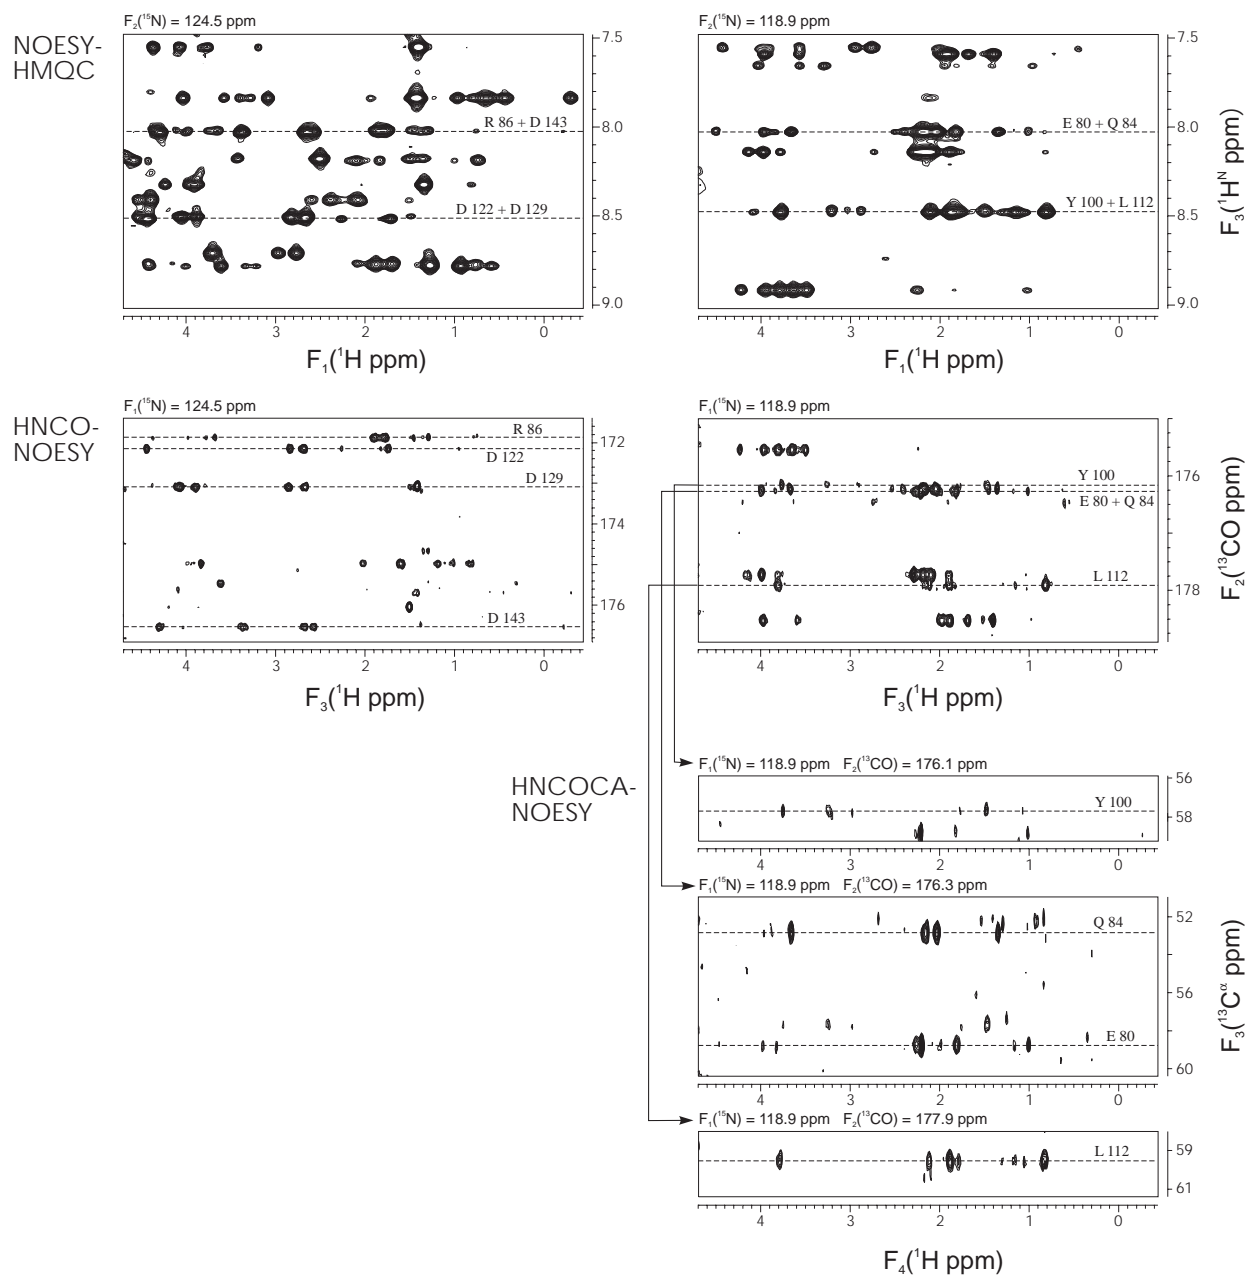 NOESY-
HMQC
F₂(¹⁵N) = 124.5 ppm
R 86 + D 143
D 122 + D 129
4 3 2 1 0
F₁(¹H ppm)
7.5
8.0
8.5
9.0
F₂(¹⁵N) = 118.9 ppm
E 80 + Q 84
Y 100 + L 112
4 3 2 1 0
F₁(¹H ppm)
7.5
8.0
8.5
9.0
F₃(¹Hᴺ ppm)
HNCO-
NOESY
F₁(¹⁵N) = 124.5 ppm
R 86
D 122
D 129
D 143
172
174
176
4 3 2 1 0
F₃(¹H ppm)
F₁(¹⁵N) = 118.9 ppm
Y 100
E 80 + Q 84
L 112
176
178
F₂(¹³CO ppm)
4 3 2 1 0
F₃(¹H ppm)
HNCOCA-
NOESY
F₁(¹⁵N) = 118.9 ppm F₂(¹³CO) = 176.1 ppm
Y 100
56
58
4 3 2 1 0
F₁(¹⁵N) = 118.9 ppm F₂(¹³CO) = 176.3 ppm
Q 84
E 80
52
56
60
F₃(¹³Cᵅ ppm)
4 3 2 1 0
F₁(¹⁵N) = 118.9 ppm F₂(¹³CO) = 177.9 ppm
L 112
59
61
4 3 2 1 0
F₄(¹H ppm)